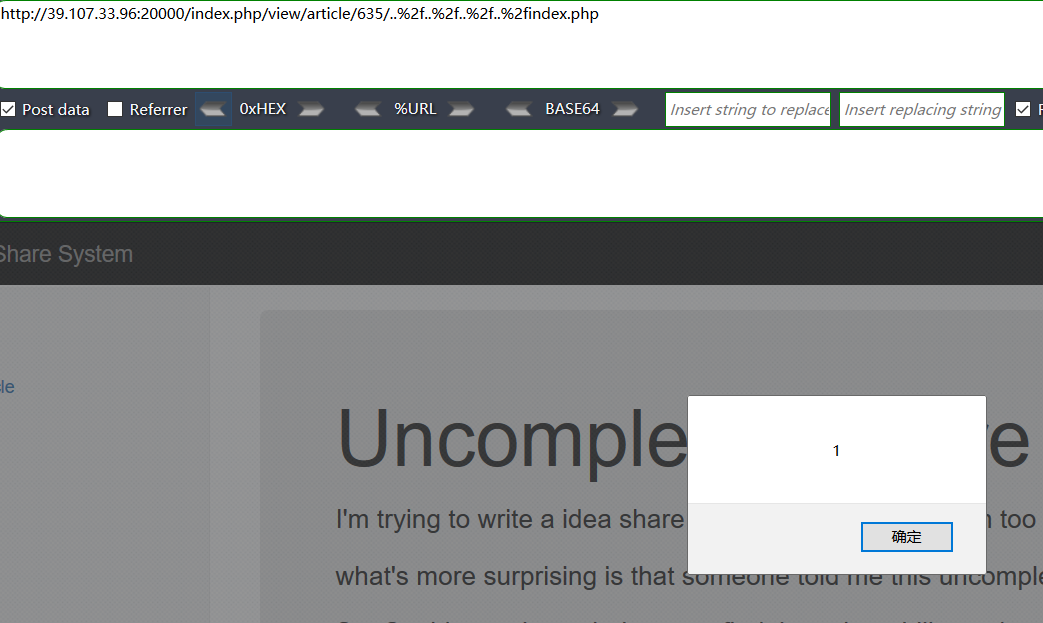 http://39.107.33.96:20000/index.php/view/article/635/..%2f..%2f..%2f..%2findex.php
Post data Referrer 0xHEX %URL BASE64 Insert string to replace Insert replacing string
Share System
1
I'm trying to write a idea share too
确定
what's more surprising is that someone told me this